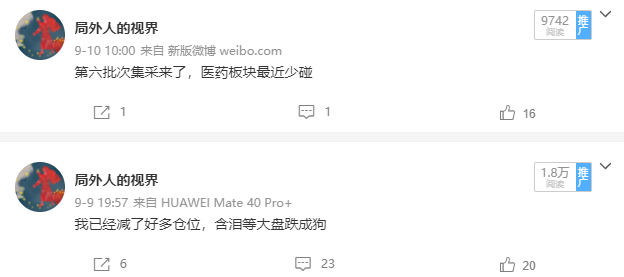 局外人的视界
9742
阅读
推广
9-10 10:00 来自 新版微博 weibo.com
第六批次集采来了，医药板块最近少碰
1
1
16
局外人的视界
1.8万
阅读
推广
9-9 19:57 来自 HUAWEI Mate 40 Pro+
我已经减了好多仓位，含泪等大盘跌成狗
6
23
20